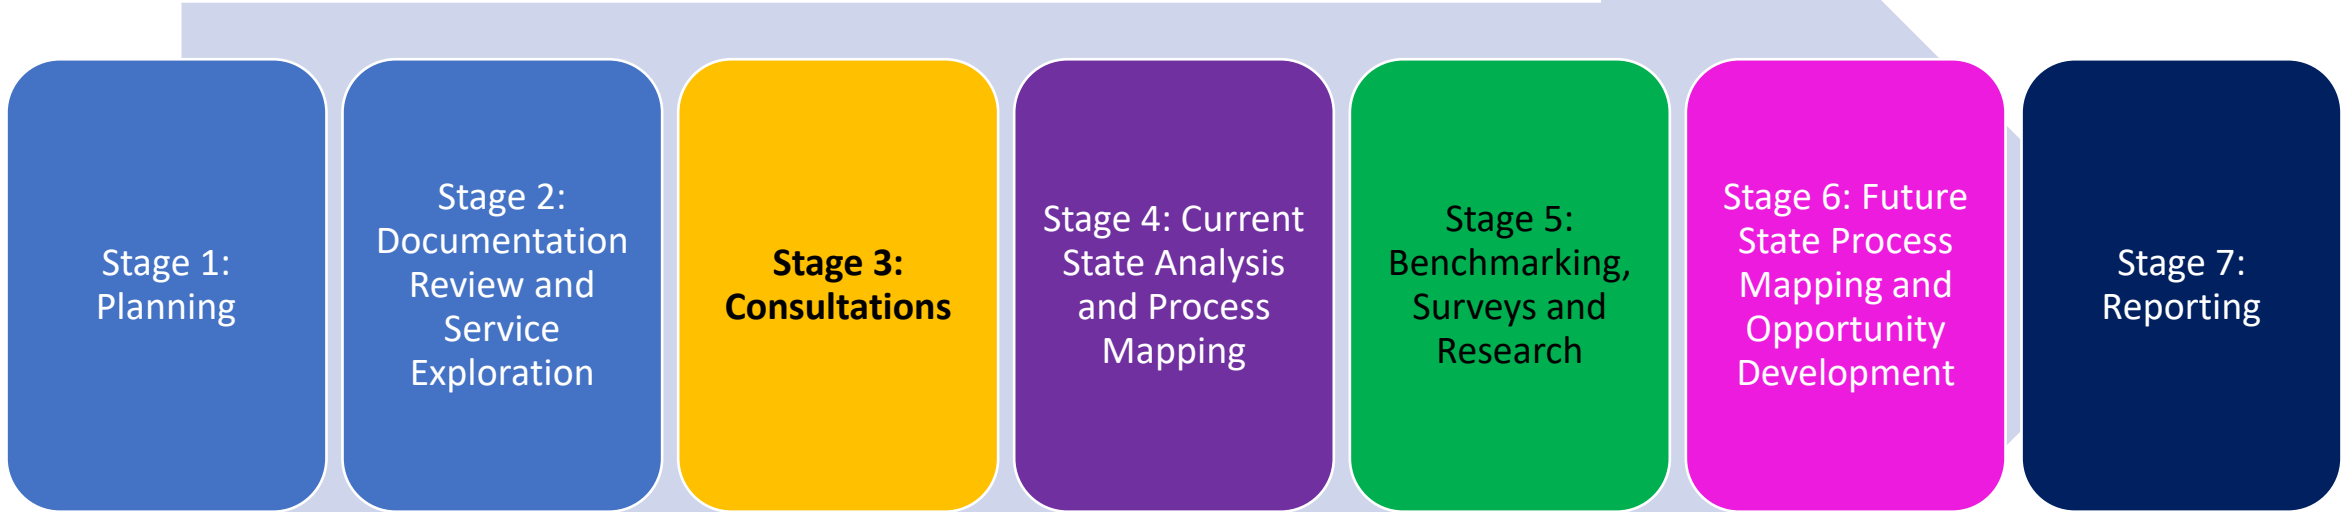 Stage 1:
Planning
Stage 2:
Documentation
Review and
Service
Exploration
Stage 3:
Consultations
Stage 4: Current
State Analysis
and Process
Mapping
Stage 5:
Benchmarking,
Surveys and
Research
Stage 6: Future
State Process
Mapping and
Opportunity
Development
Stage 7:
Reporting